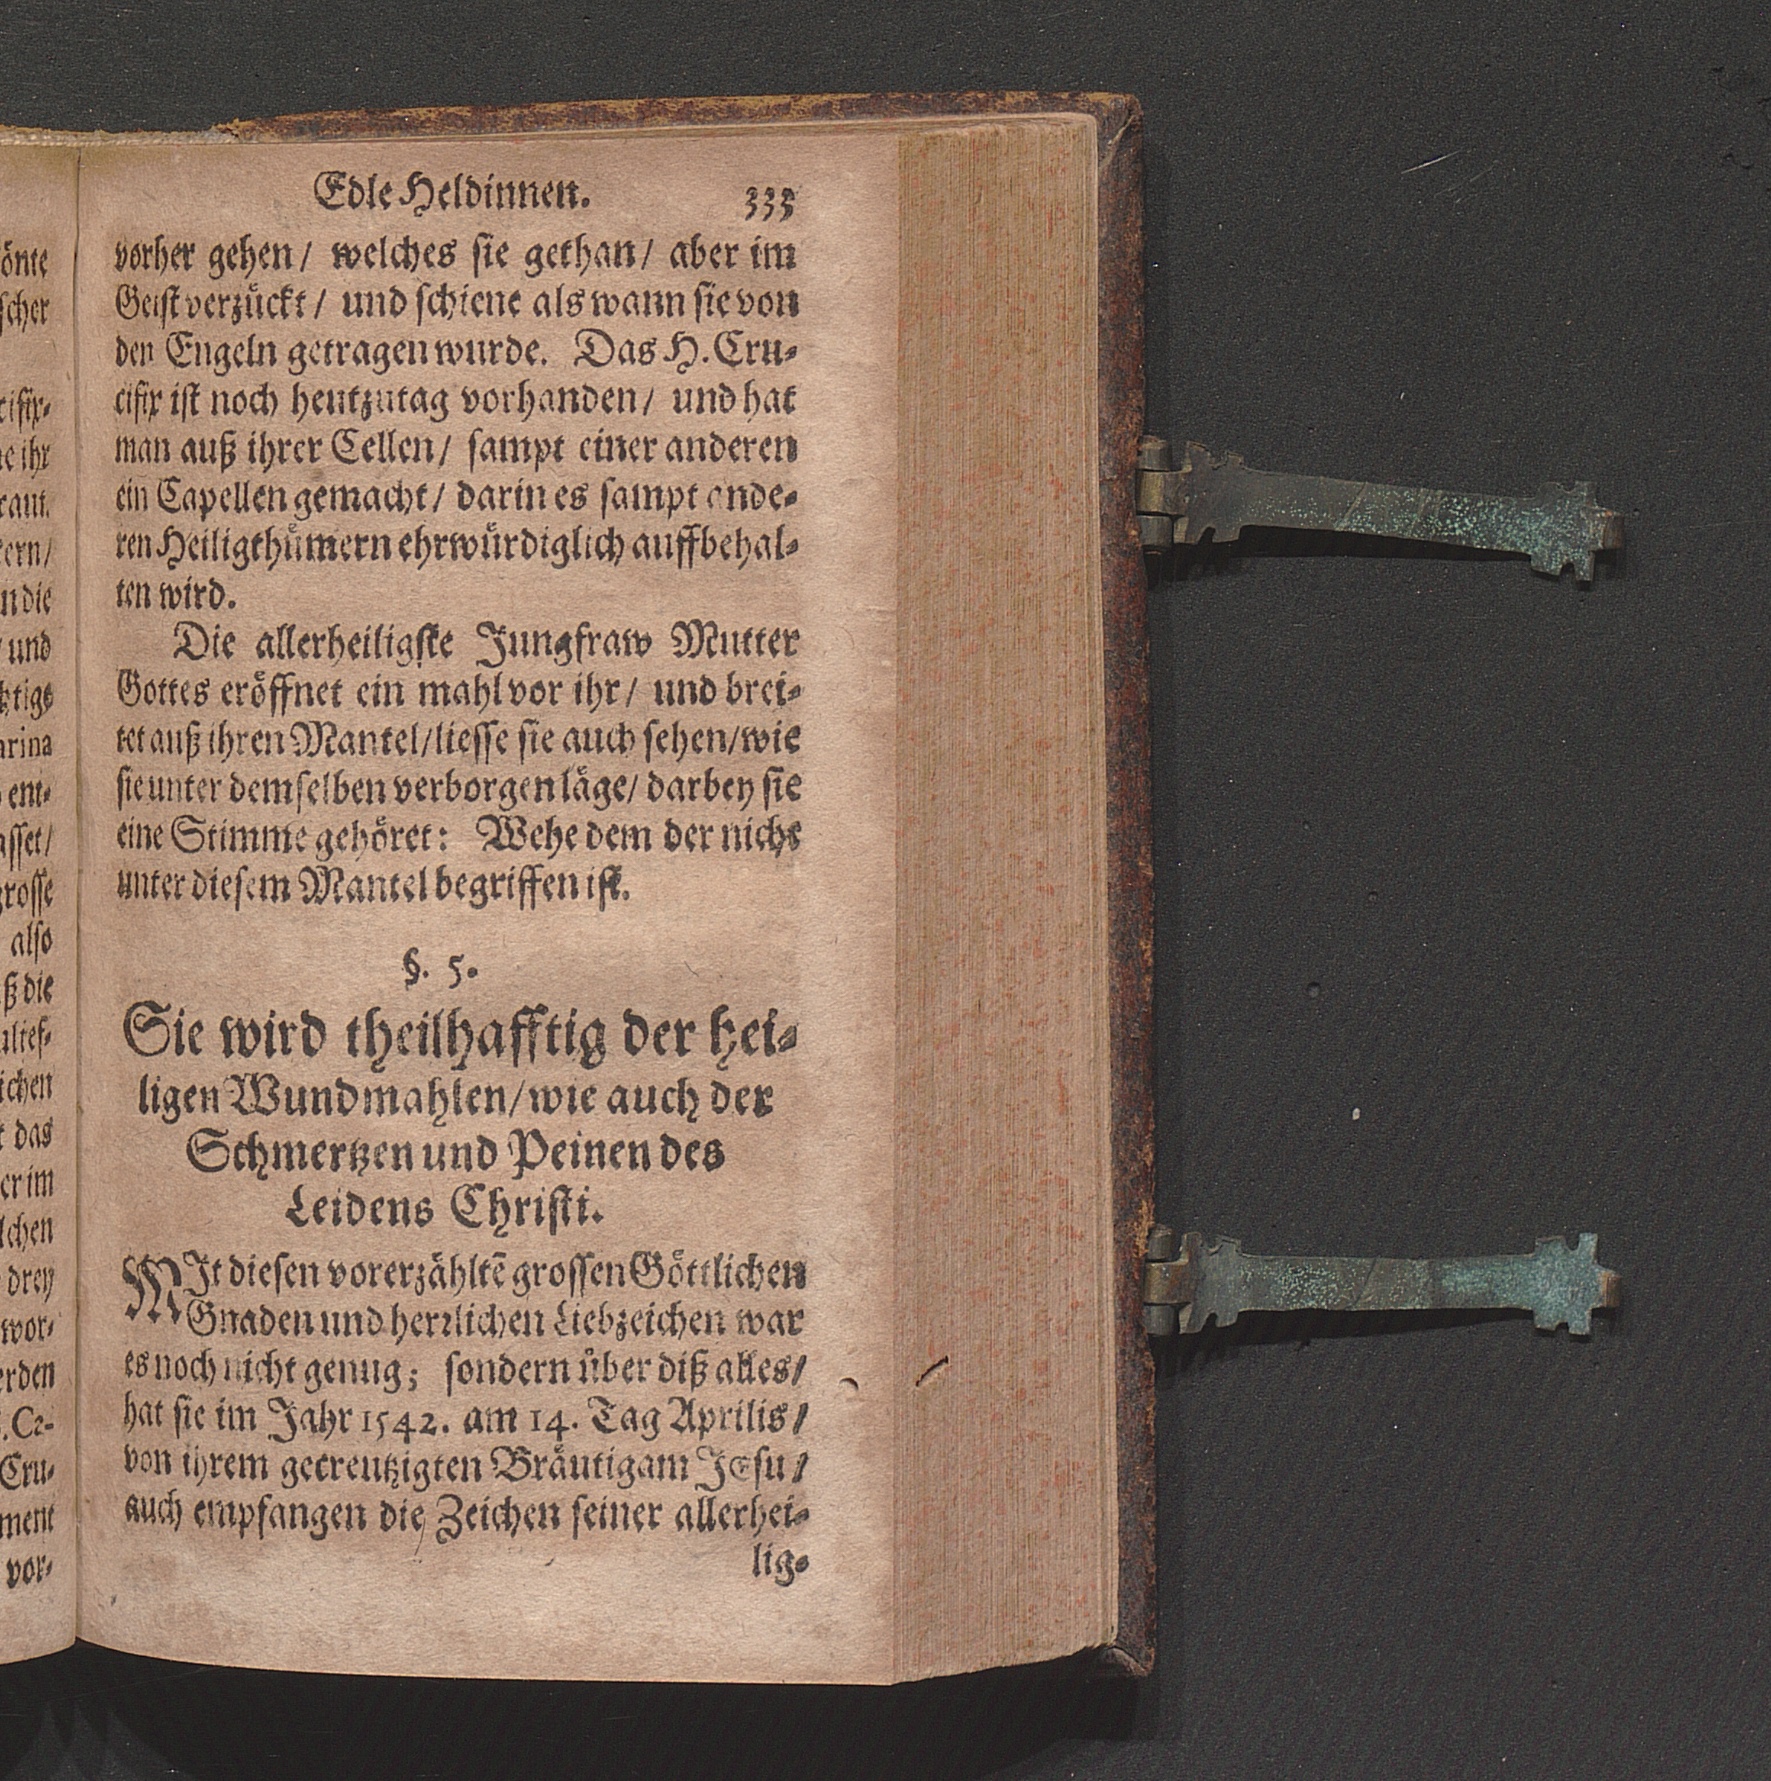 Edle Heldinnen. 333
vorher gehen/ welches sie gethan/ aber im
Geist verzückt/ und schiene als wann sie von
den Engeln getragen wurde. Das H. Cru-
cifix ist noch heutzutag vorhanden/ und hat
man auß ihrer Cellen/ sampt einer anderen
ein Capellen gemacht/ darin es sampt ande-
ren Heiligthümern ehrwürdiglich auffbehal-
ten wird.
Die allerheiligste Jungfraw Mutter
Gottes eröffnet ein mahl vor ihr/ und brei-
tet auß ihren Mantel/ liesse sie auch sehen/ wie
sie unter demselben verborgen läge/ darbey sie
eine Stimme gehöret: Wehe dem der nicht
unter diesem Mantel begriffen ist.
§. 5.
Sie wird theilhafftig der hei-
ligen Wundmahlen/ wie auch der
Schmertzen und Peinen des
Leidens Christi.
MIt diesen vorerzähltē grossen Göttlichen
Gnaden und herꝛlichen Liebzeichen war
es noch nicht genug; sondern über diß alles/
hat sie im Jahr 1542. am 14. Tag Aprilis/
von ihrem gecreutzigten Bräutigam JEsu/
auch empfangen die Zeichen seiner allerhei-
lig-